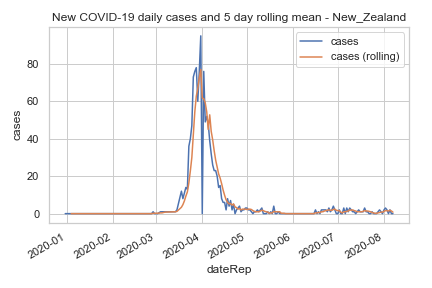 New COVID-19 daily cases and 5 day rolling mean - New_Zealand
cases
cases (rolling)
80
60
40
20
0
cases
2020-01
2020-02
2020-03
2020-04
2020-05
2020-06
2020-07
2020-08
dateRep